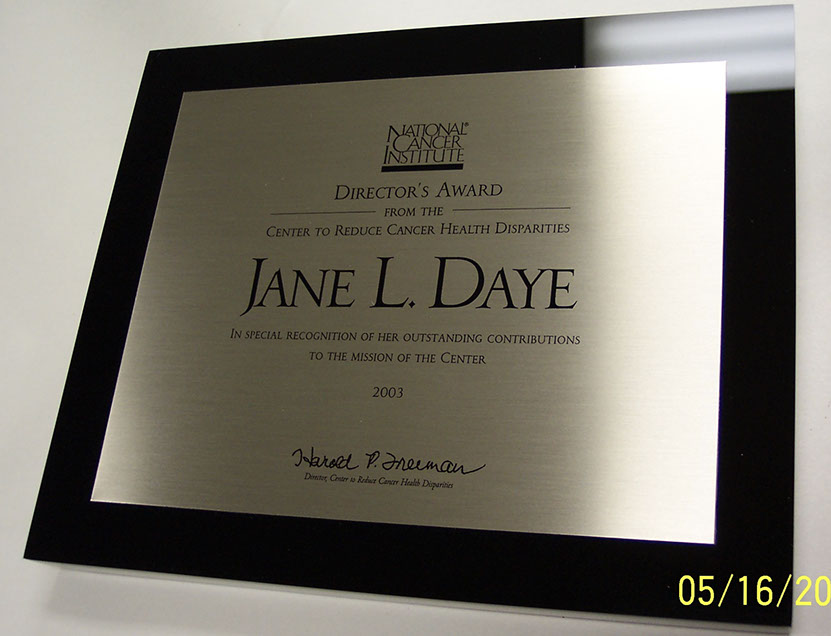 NATIONAL®
CANCER
INSTITUTE
DIRECTOR'S AWARD
FROM THE
CENTER TO REDUCE CANCER HEALTH DISPARITIES
JANE L. DAYE
IN SPECIAL RECOGNITION OF HER OUTSTANDING CONTRIBUTIONS
TO THE MISSION OF THE CENTER
2003
Harold P. Freeman
Director, Center to Reduce Cancer Health Disparities
05/16/20